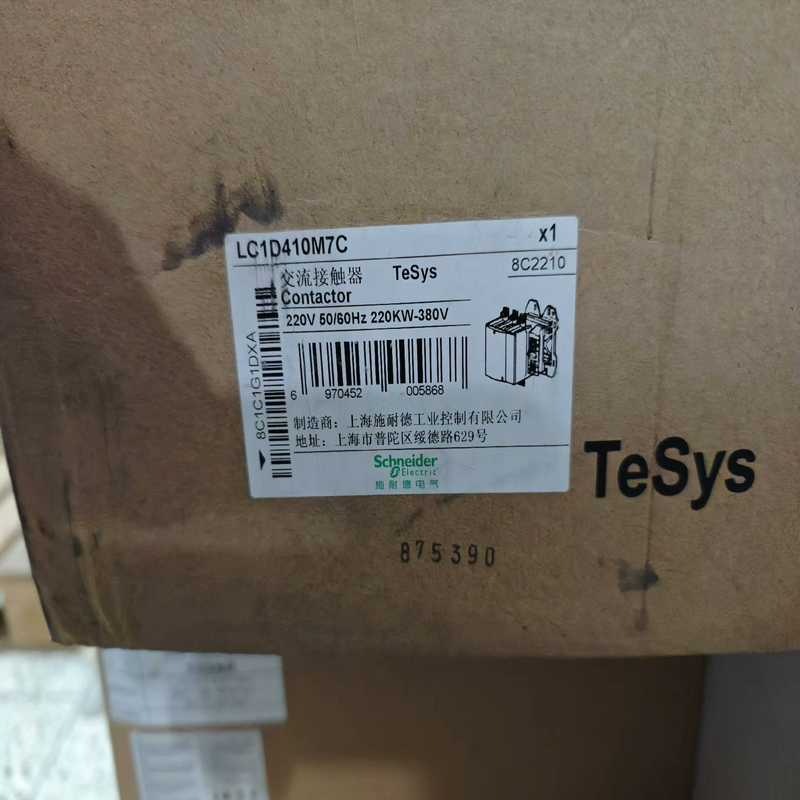 LC1D410M7C x1
交流接触器 TeSys 8C2210
Contactor
220V 50/60Hz 220KW-380V
8C1C1G1DXA
6 970452 005868
制造商：上海施耐德工业控制有限公司
地址：上海市普陀区绥德路629号
Schneider
Electric
施耐德电气
TeSys
875390